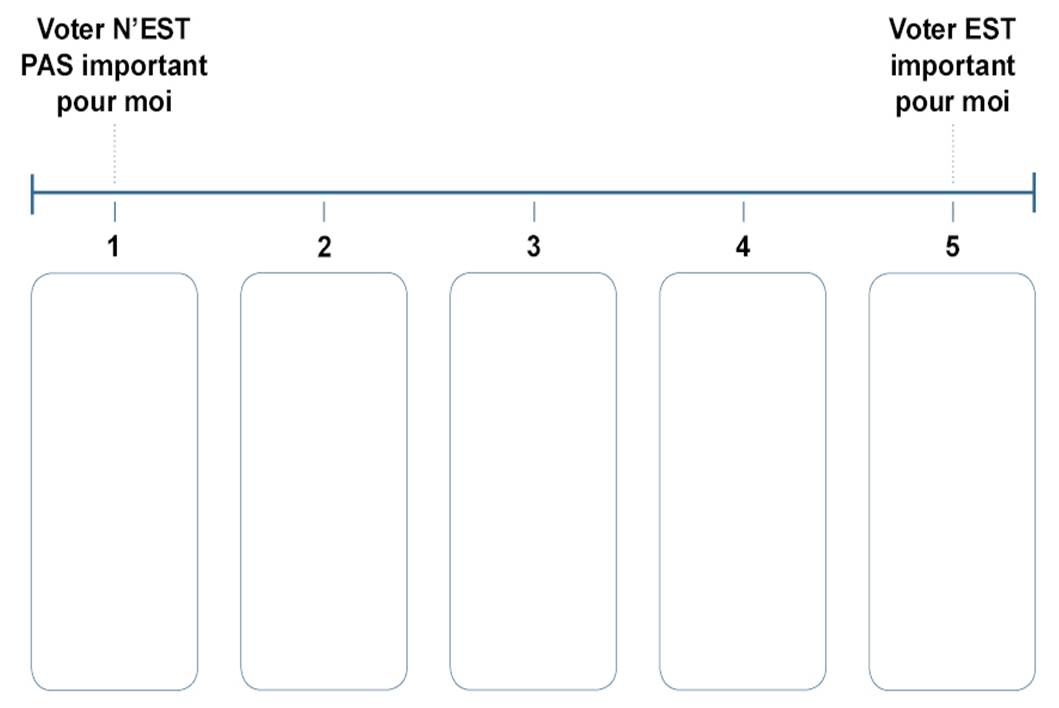 Voter N’EST
PAS important
pour moi
Voter EST
important
pour moi
1 2 3 4 5